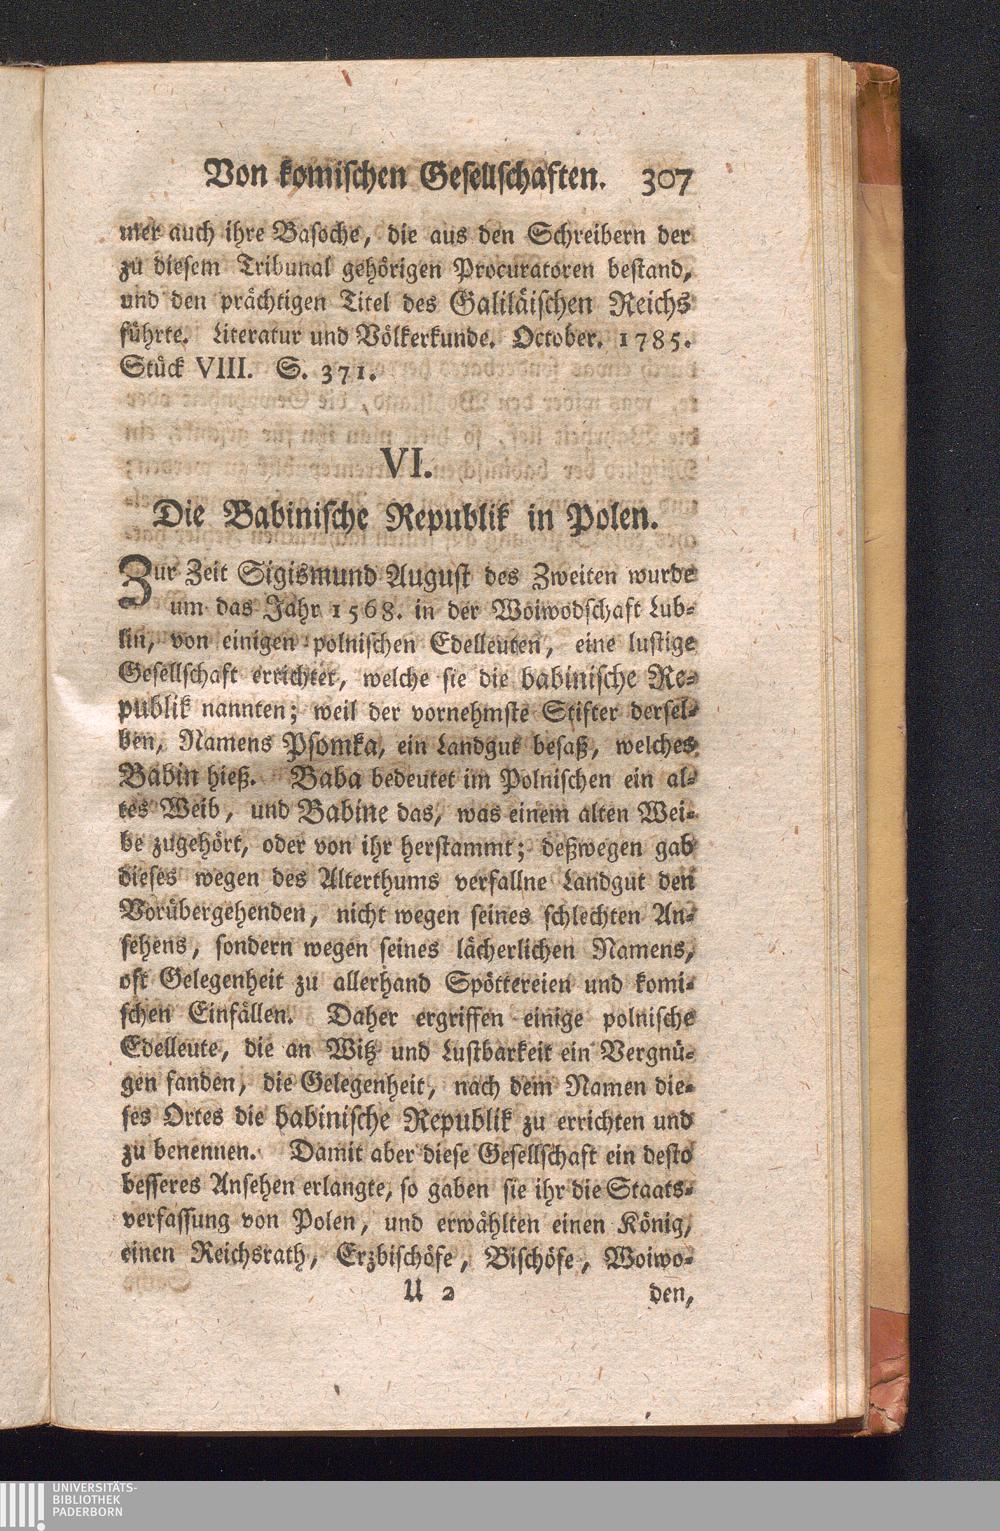 Von komischen Gesellschaften. 307
mer auch ihre Basoche, die aus den Schreibern der
zu diesem Tribunal gehörigen Procuratoren bestand,
und den prächtigen Titel des Galiläischen Reichs
führte. Literatur und Völkerkunde. October. 1785.
Stück VIII. S. 371.
VI.
Die Babinische Republik in Polen.
Zur Zeit Sigismund August des Zweiten wurde
um das Jahr 1568. in der Woiwodschaft Lub-
lin, von einigen polnischen Edelleuten, eine lustige
Gesellschaft errichtet, welche sie die babinische Re-
publik nannten; weil der vornehmste Stifter dersel-
ben, Namens Psomka, ein Landgut besaß, welches
Babin hieß. Baba bedeutet im Polnischen ein al-
tes Weib, und Babine das, was einem alten Wei-
be zugehört, oder von ihr herstammt; deßwegen gab
dieses wegen des Alterthums verfallne Landgut den
Vorübergehenden, nicht wegen seines schlechten An-
sehens, sondern wegen seines lächerlichen Namens,
oft Gelegenheit zu allerhand Spöttereien und komi-
schen Einfällen. Daher ergriffen einige polnische
Edelleute, die an Witz und Lustbarkeit ein Vergnü-
gen fanden, die Gelegenheit, nach dem Namen die-
ses Ortes die babinische Republik zu errichten und
zu benennen. Damit aber diese Gesellschaft ein desto
besseres Ansehen erlangte, so gaben sie ihr die Staats-
verfassung von Polen, und erwählten einen König,
einen Reichsrath, Erzbischöfe, Bischöfe, Woiwo-
U 2 den,
UNIVERSITÄTS-
BIBLIOTHEK
PADERBORN